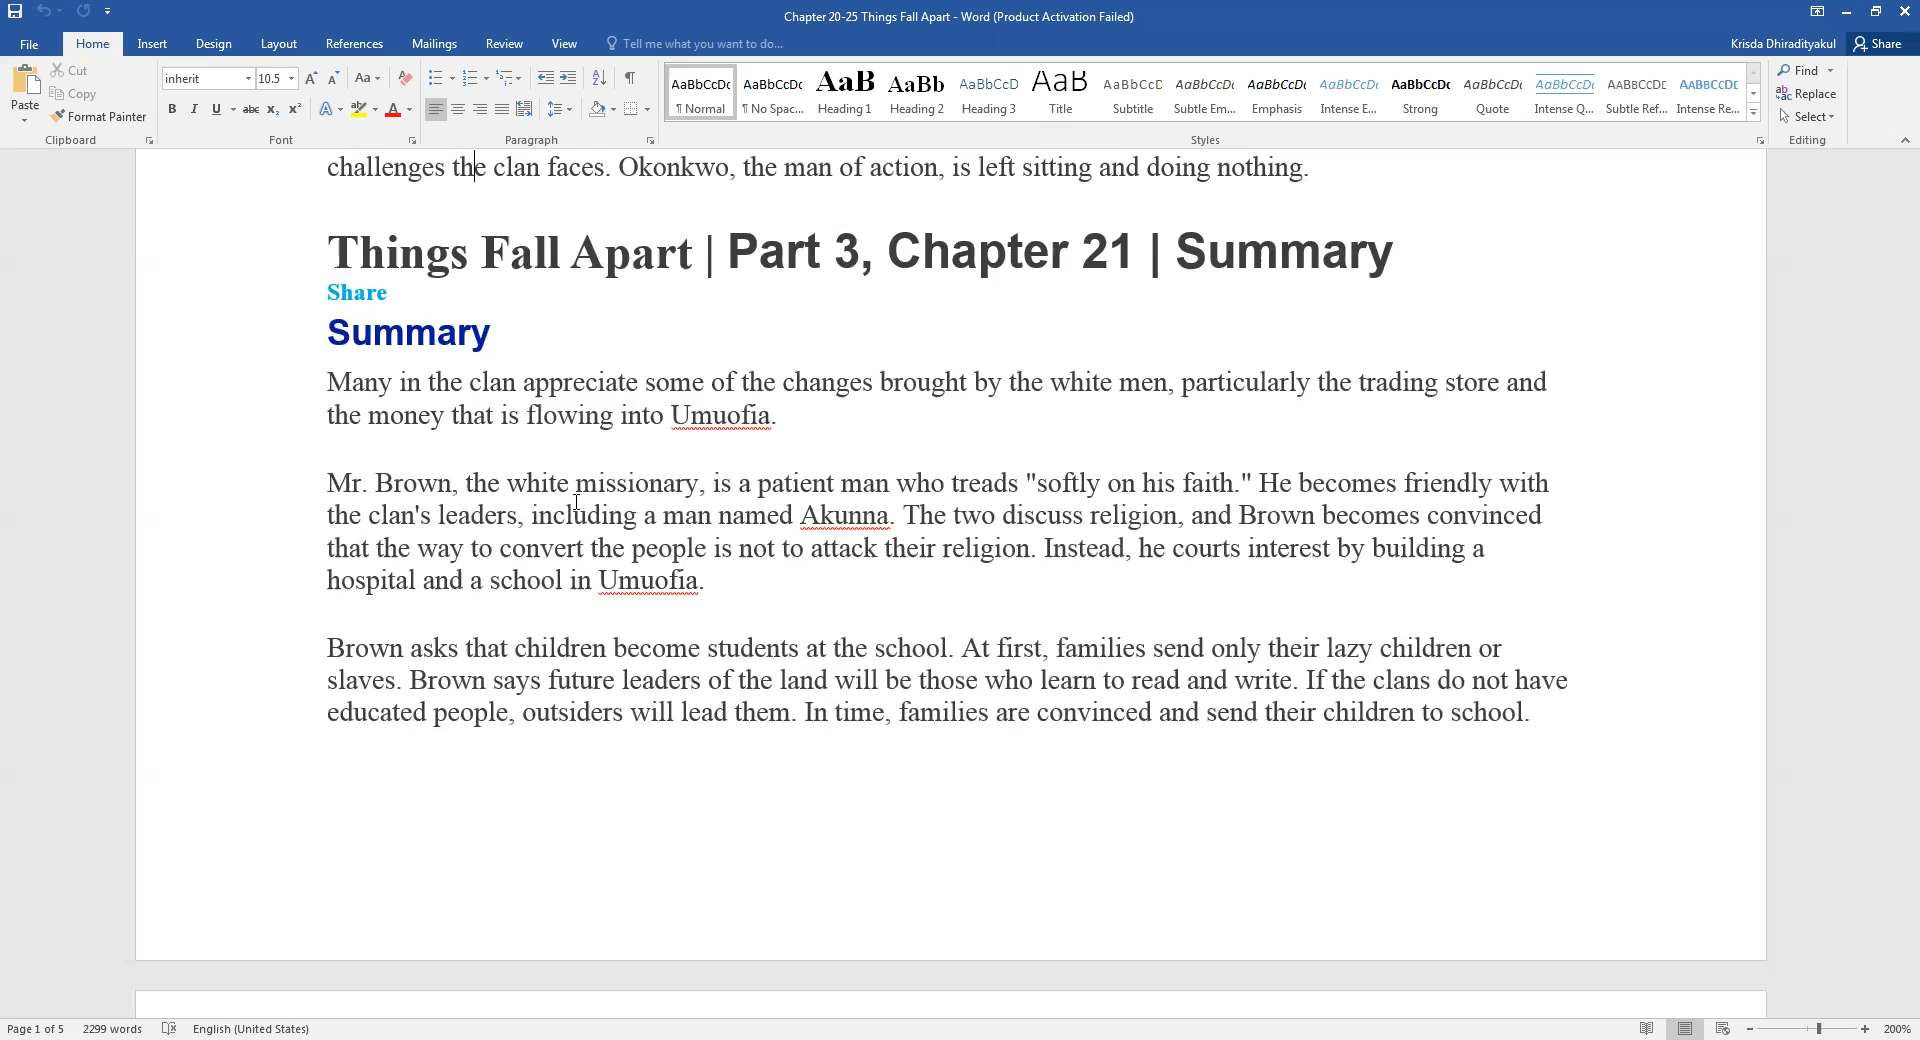 Chapter 20-25 Things Fall Apart - Word (Product Activation Failed)
File Home Insert Design Layout References Mailings Review View Tell me what you want to do... Krisda Dhiradityakul Share
Paste Cut
Copy
Format Painter
Clipboard
inherit 10.5 Aa
B I U abc X₂ X² A A
Font
Paragraph
AaBbCcDc AaBbCcDc AaB AaBb AaBbCcD AaB AaBbCcD AaBbCcDc AaBbCcDc AaBbCcDc AaBbCcDc AaBbCcDc AaBbCcDc AABBCCDC AABBCCDC
¶ Normal ¶ No Spac... Heading 1 Heading 2 Heading 3 Title Subtitle Subtle Em... Emphasis Intense E... Strong Quote Intense Q... Subtle Ref... Intense Re...
Styles
Find
Replace
Select
Editing
challenges the clan faces. Okonkwo, the man of action, is left sitting and doing nothing.
Things Fall Apart | Part 3, Chapter 21 | Summary
Share
Summary
Many in the clan appreciate some of the changes brought by the white men, particularly the trading store and
the money that is flowing into Umuofia.
Mr. Brown, the white missionary, is a patient man who treads "softly on his faith." He becomes friendly with
the clan's leaders, including a man named Akunna. The two discuss religion, and Brown becomes convinced
that the way to convert the people is not to attack their religion. Instead, he courts interest by building a
hospital and a school in Umuofia.
Brown asks that children become students at the school. At first, families send only their lazy children or
slaves. Brown says future leaders of the land will be those who learn to read and write. If the clans do not have
educated people, outsiders will lead them. In time, families are convinced and send their children to school.
Page 1 of 5 2299 words English (United States) 200%